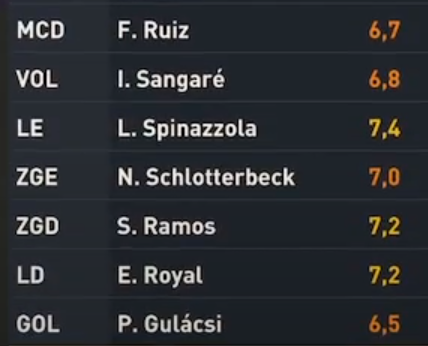 MCD F. Ruiz 6,7
VOL I. Sangaré 6,8
LE L. Spinazzola 7,4
ZGE N. Schlotterbeck 7,0
ZGD S. Ramos 7,2
LD E. Royal 7,2
GOL P. Gulácsi 6,5